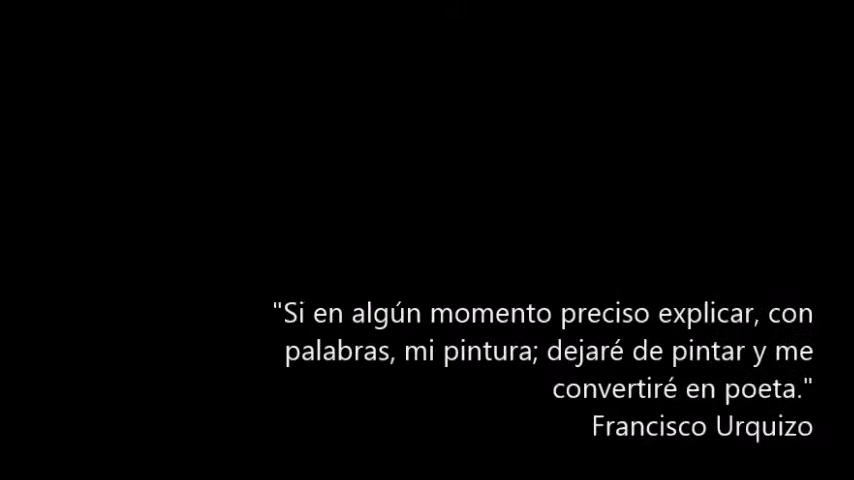 "Si en algún momento preciso explicar, con
palabras, mi pintura; dejaré de pintar y me
convertiré en poeta."
Francisco Urquizo